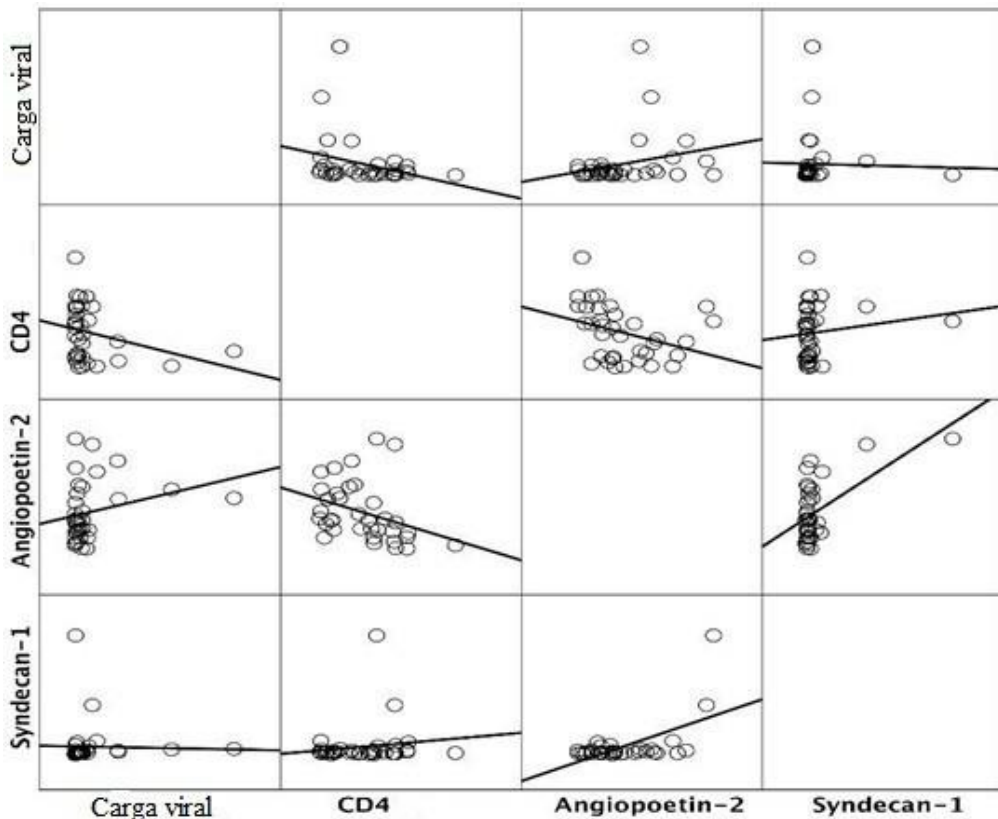 Carga viral
CD4
Angiopoetin-2
Syndecan-1
Carga viral
CD4
Angiopoetin-2
Syndecan-1